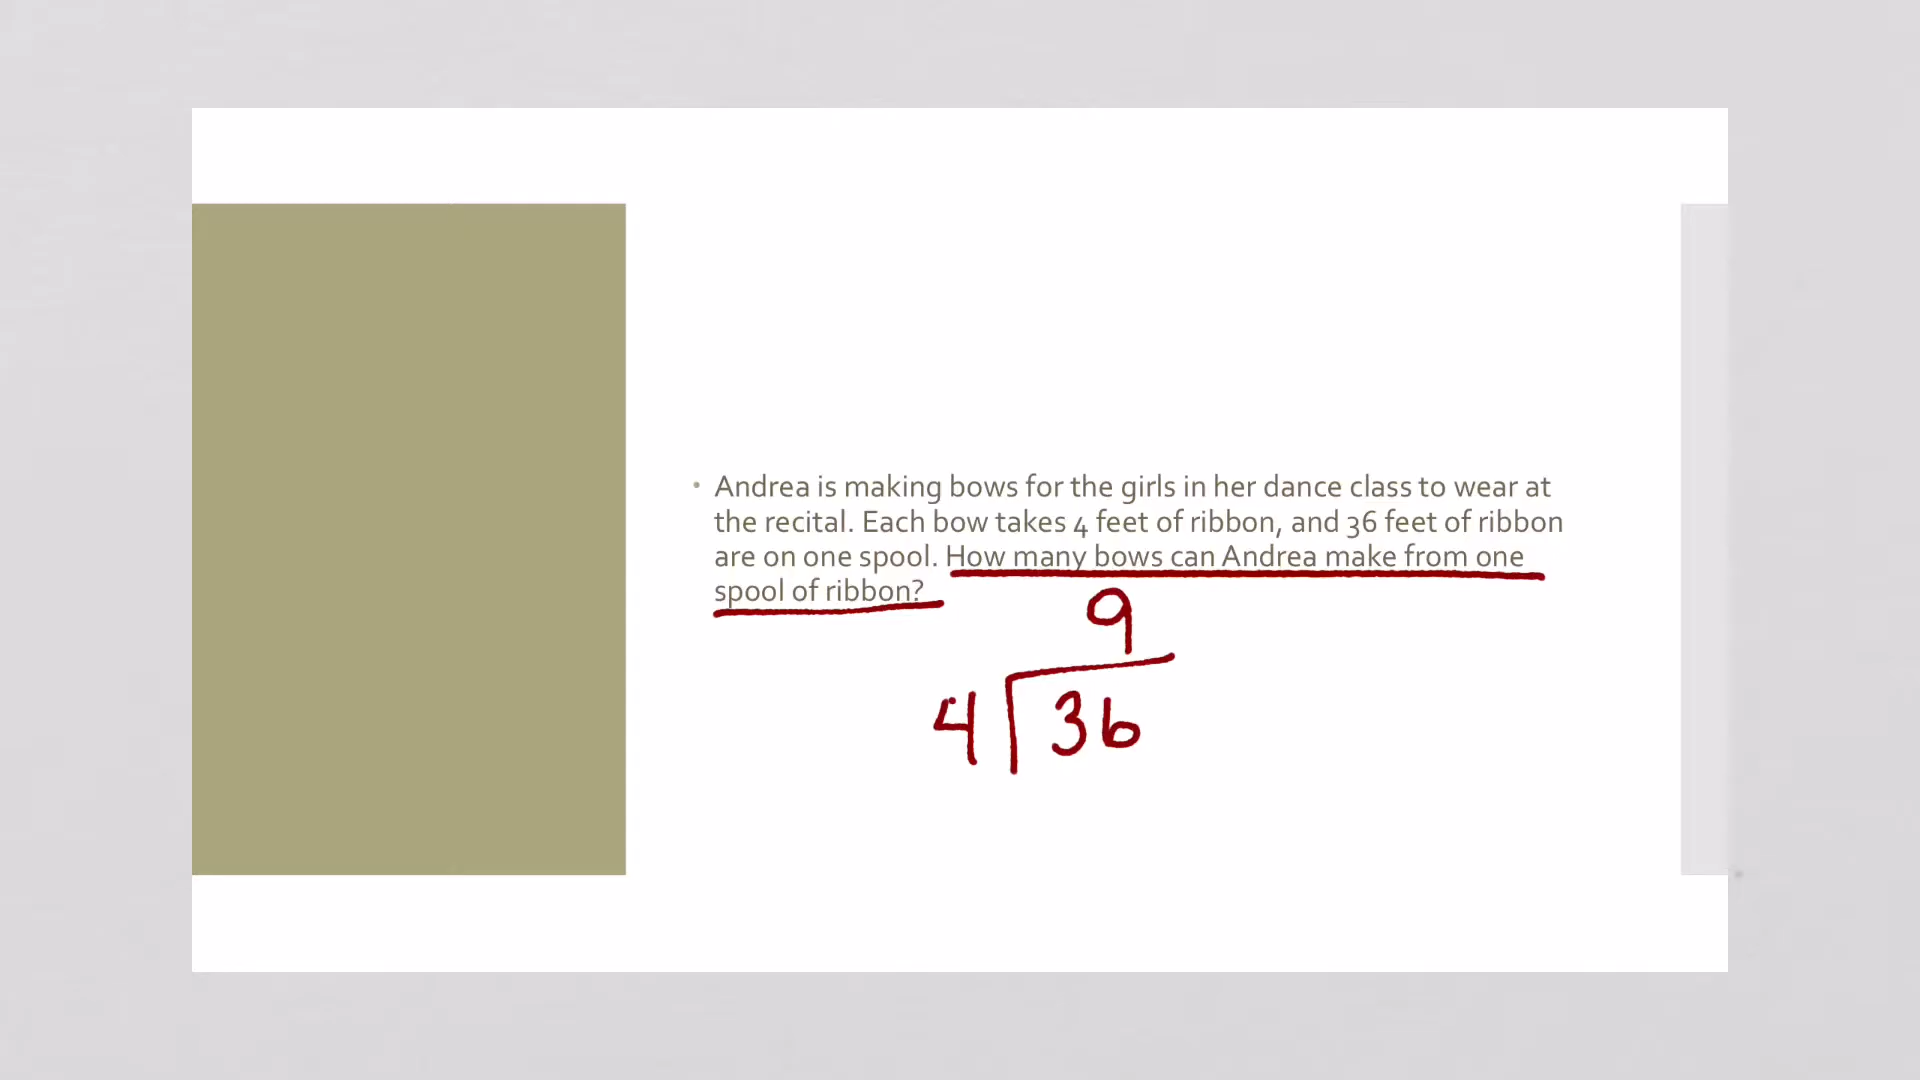 • Andrea is making bows for the girls in her dance class to wear at
the recital. Each bow takes 4 feet of ribbon, and 36 feet of ribbon
are on one spool. How many bows can Andrea make from one
spool of ribbon?
9
4 36